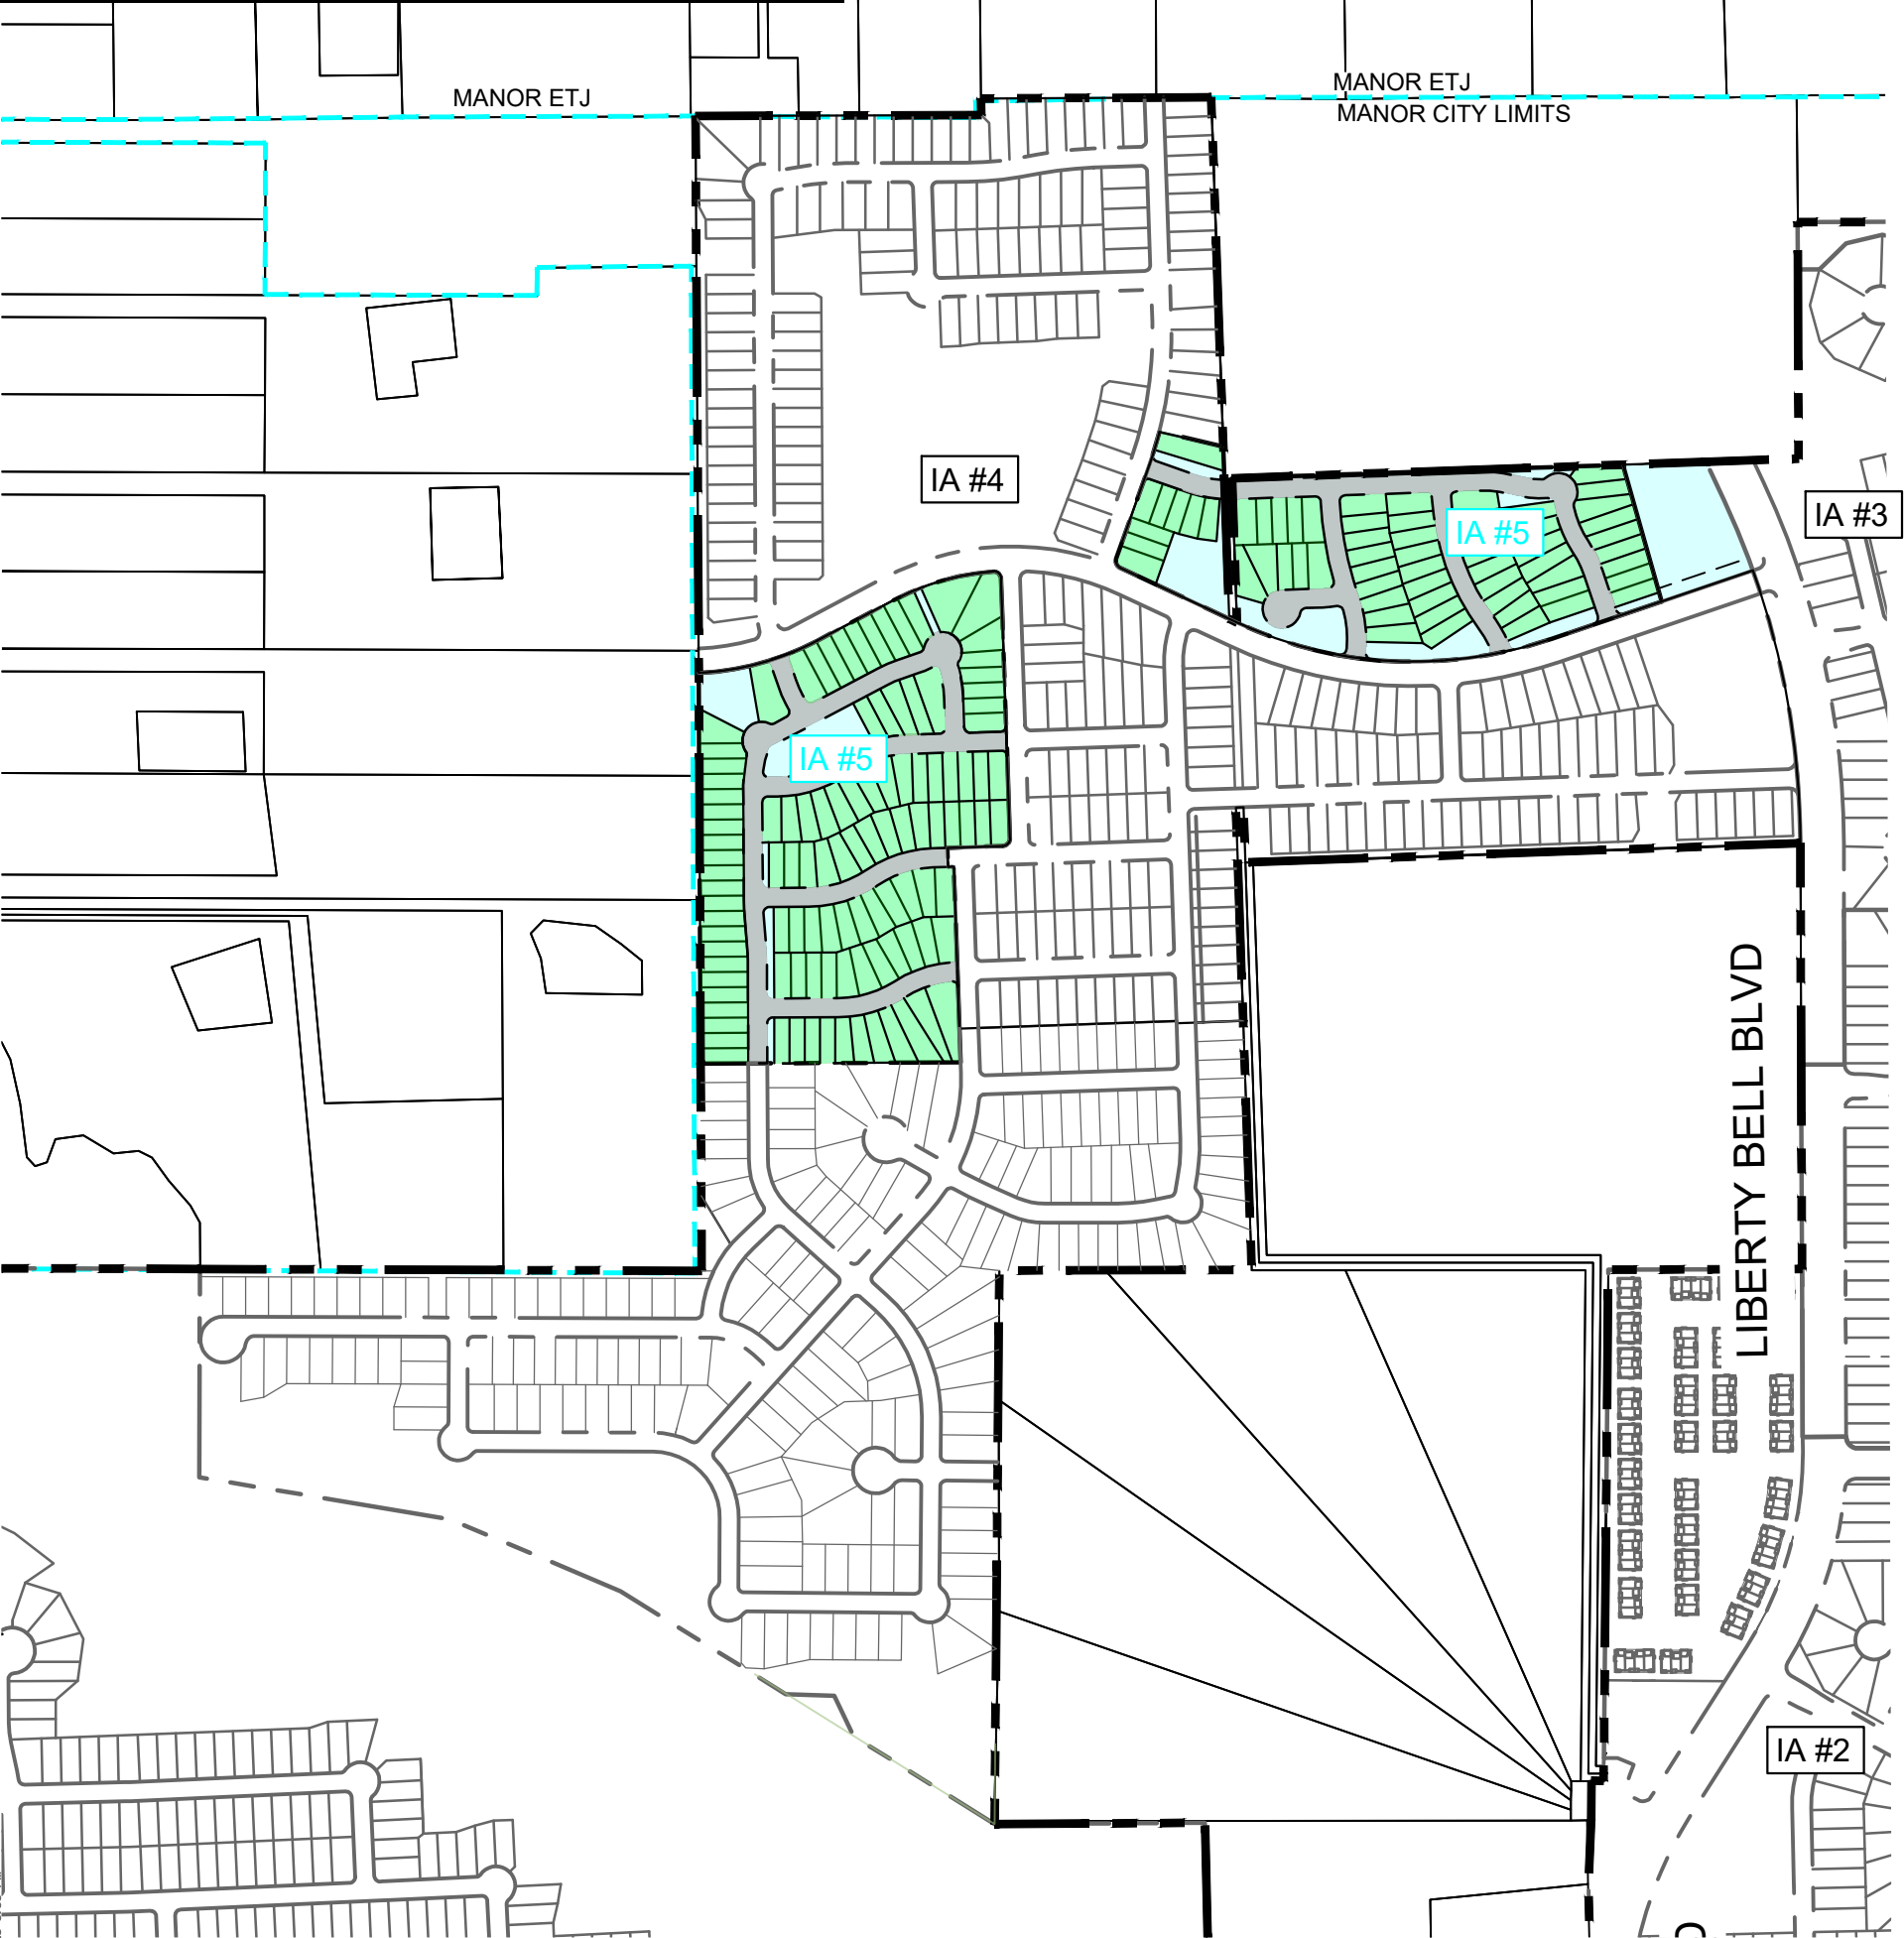 MANOR ETJ
MANOR ETJ
MANOR CITY LIMITS
IA #4
IA #3
IA #5
IA #5
LIBERTY BELL BLVD
IA #2